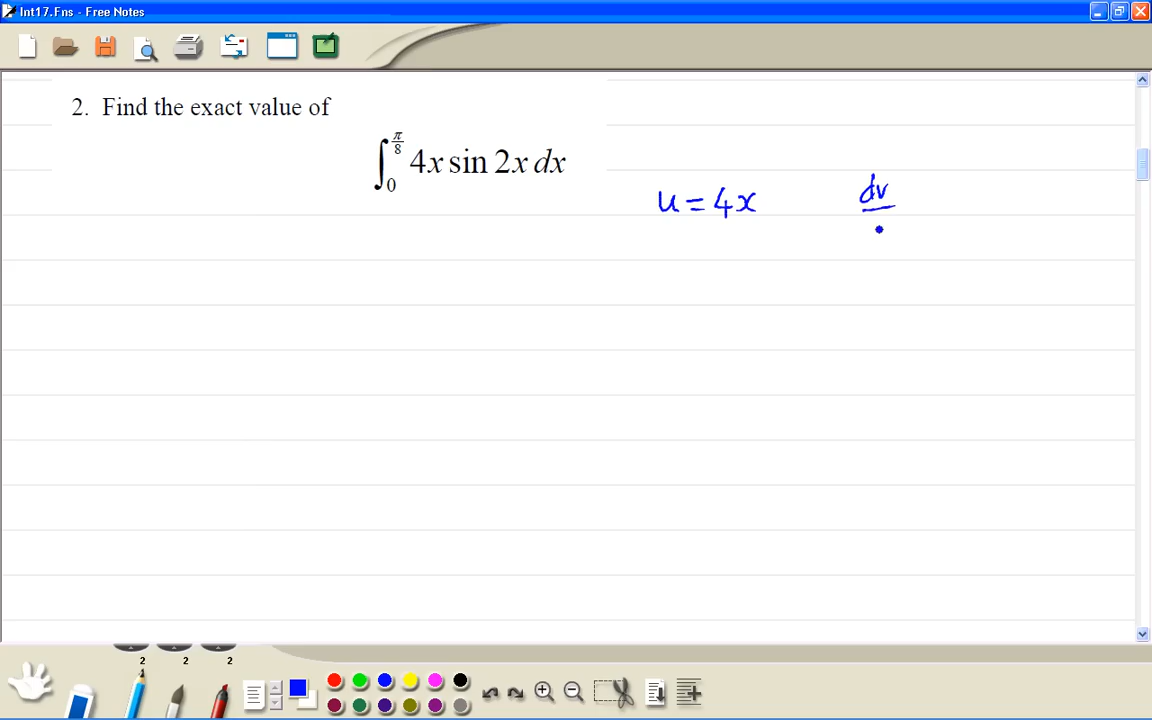 Int17.Fns - Free Notes
2. Find the exact value of
∫₀^(π/8) 4x sin 2x dx
u = 4x dv
2 2 2